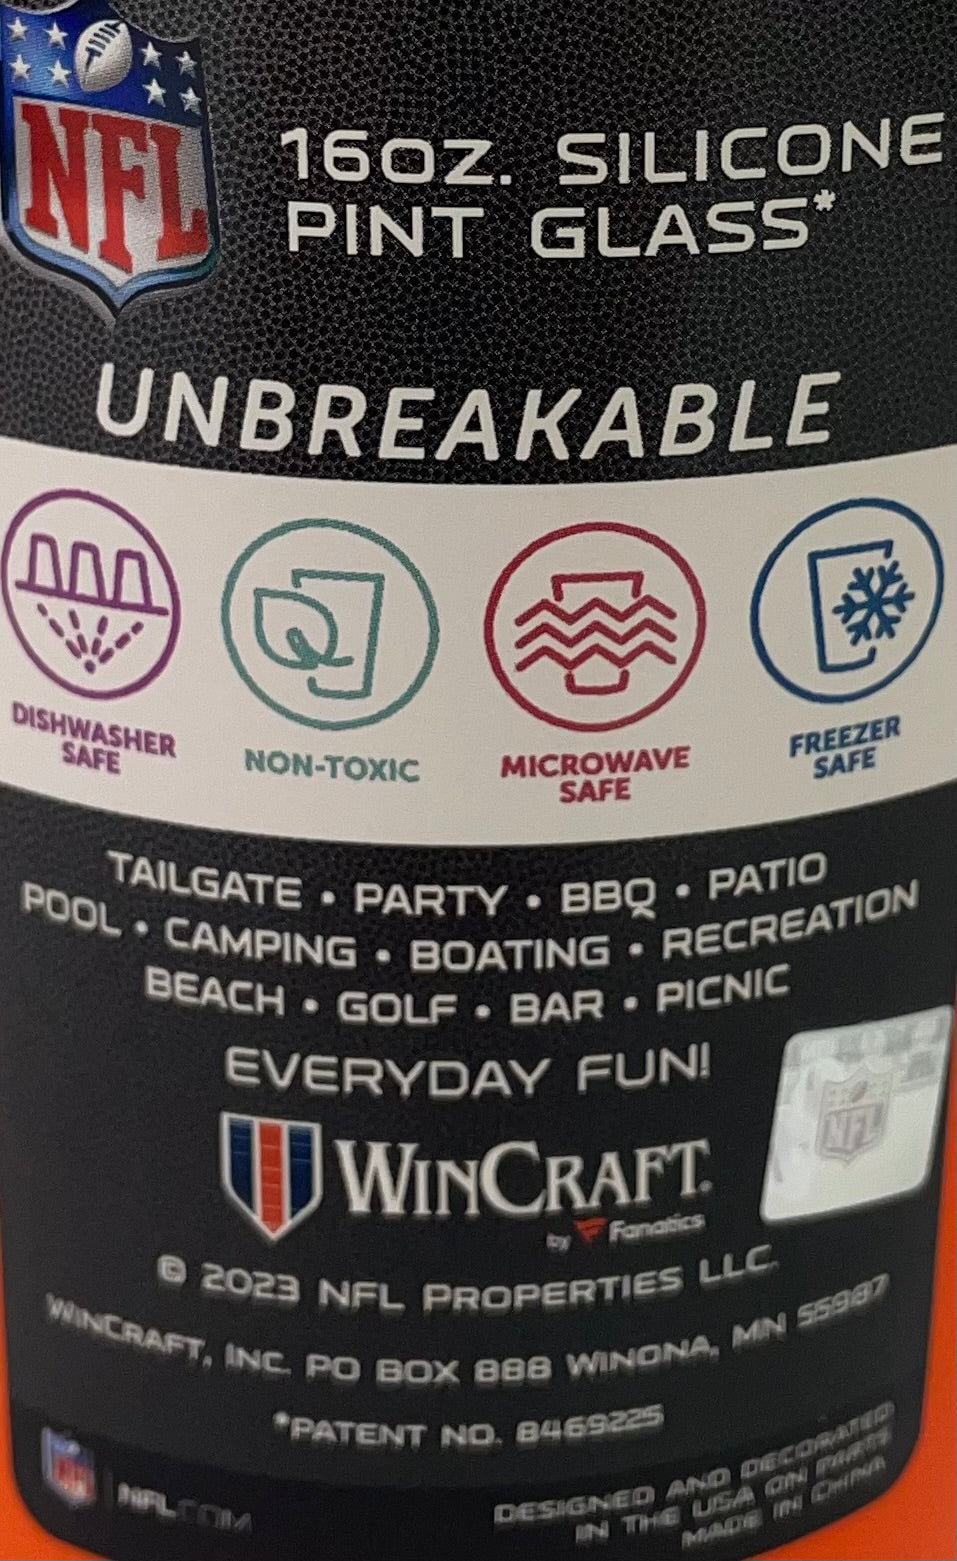 NFL
16OZ. SILICONE
PINT GLASS*
UNBREAKABLE
DISHWASHER
SAFE
NON-TOXIC
MICROWAVE
SAFE
FREEZER
SAFE
TAILGATE • PARTY • BBQ • PATIO
POOL • CAMPING • BOATING • RECREATION
BEACH • GOLF • BAR • PICNIC
EVERYDAY FUN!
NFL
WINCRAFT.
by Fanatics
© 2023 NFL PROPERTIES LLC.
WINCRAFT, INC. PO BOX 888 WINONA, MN 55987
*PATENT NO. 8469225
NFL
NFL.COM
DESIGNED AND DECORATED
IN THE USA ON PARTS
MADE IN CHINA